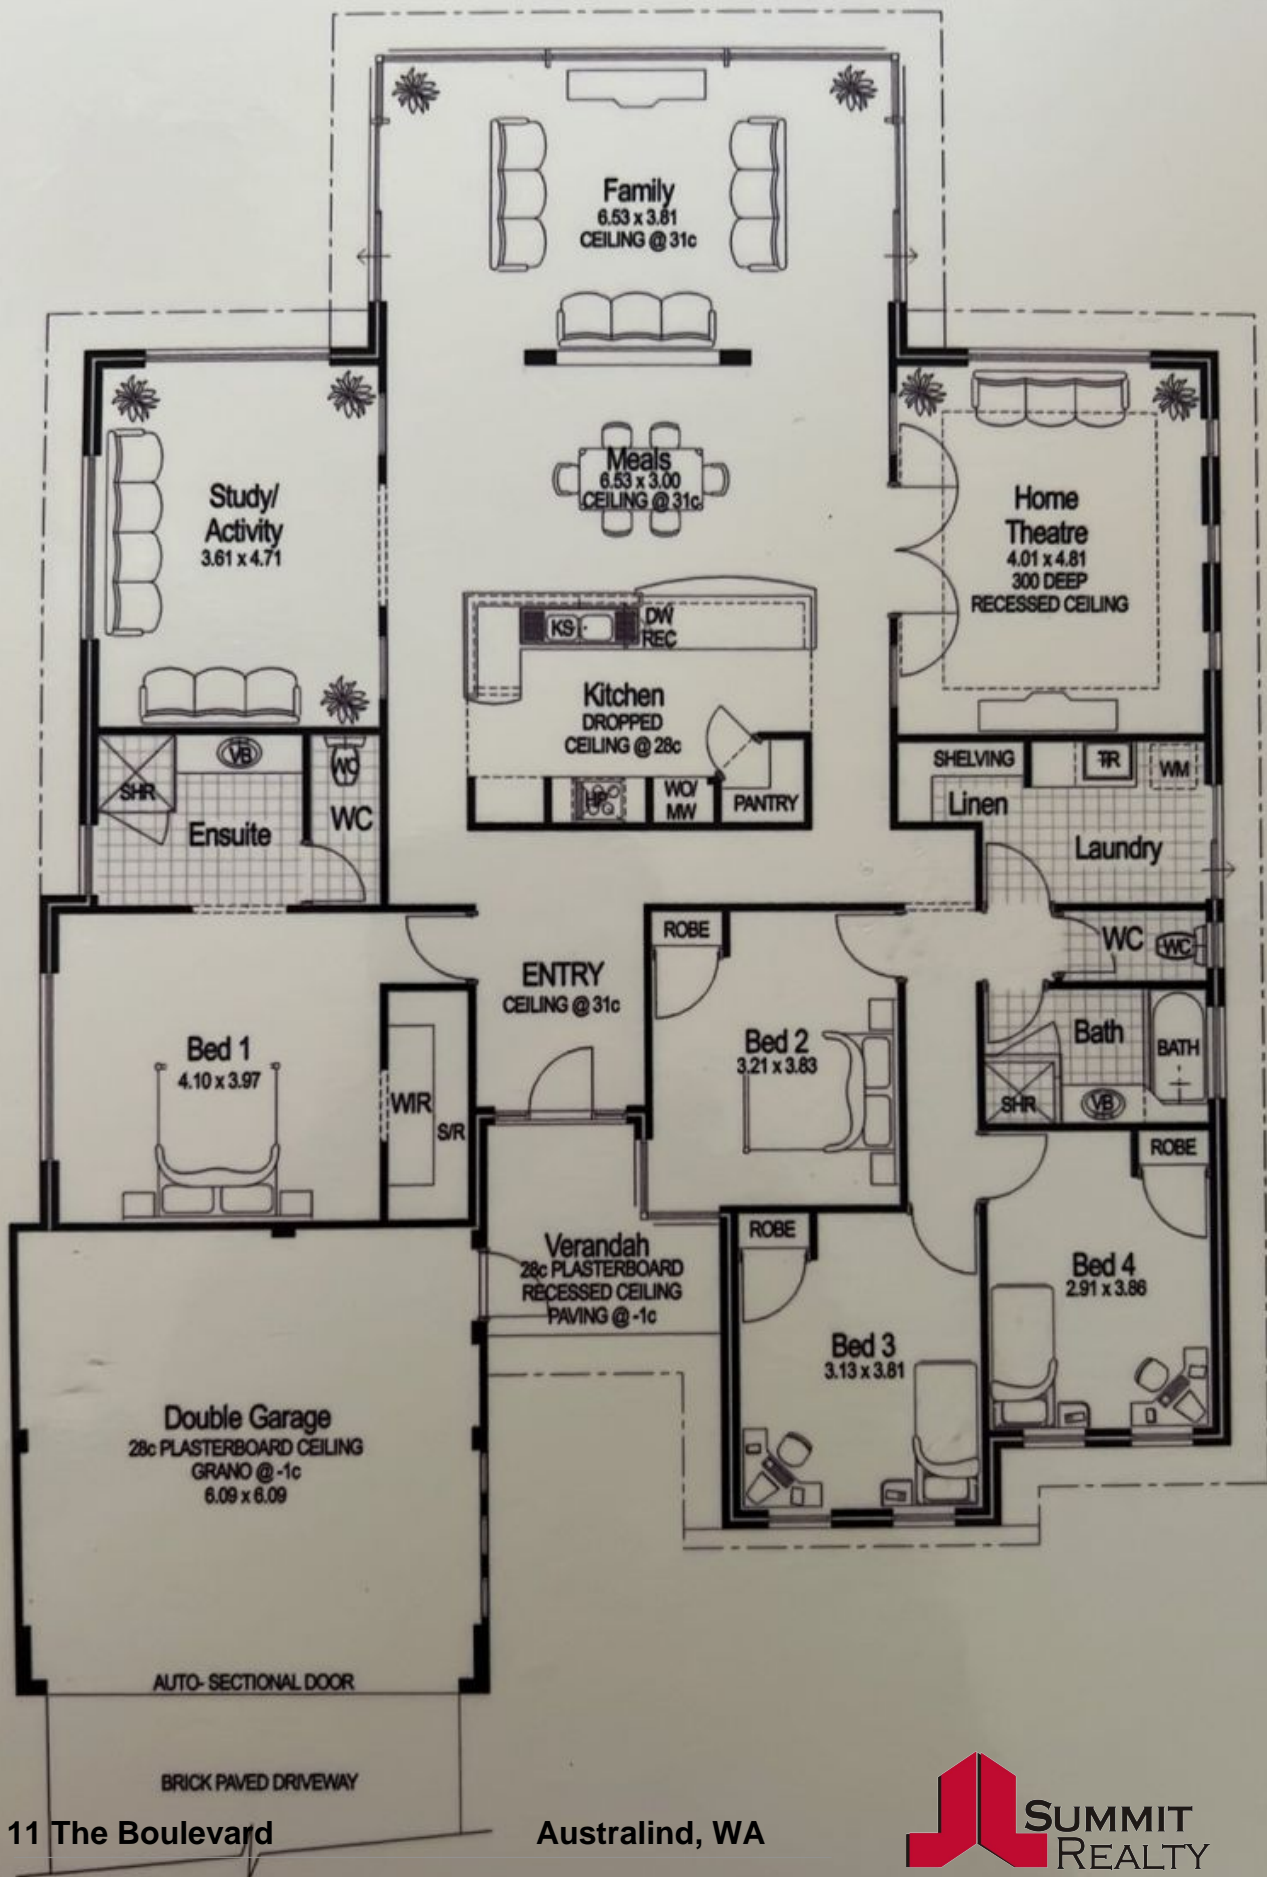 Family
6.53 x 3.81
CEILING @ 31c
Meals
6.53 x 3.00
CEILING @ 31c
Study/
Activity
3.61 x 4.71
Home
Theatre
4.01 x 4.81
300 DEEP
RECESSED CEILING
KS
DW
REC
Kitchen
DROPPED
CEILING @ 28c
HP
WO/
MW
PANTRY
SHR
VB
WC
WC
Ensuite
SHELVING
Linen
TR
WM
Laundry
WC
WC
Bath
BATH
SHR
VB
ENTRY
CEILING @ 31c
Bed 1
4.10 x 3.97
WIR
S/R
ROBE
Bed 2
3.21 x 3.83
ROBE
Bed 4
2.91 x 3.86
ROBE
Bed 3
3.13 x 3.81
Verandah
28c PLASTERBOARD
RECESSED CEILING
PAVING @ -1c
Double Garage
28c PLASTERBOARD CEILING
GRANO @ -1c
6.09 x 6.09
AUTO- SECTIONAL DOOR
BRICK PAVED DRIVEWAY
11 The Boulevard
Australind, WA
SUMMIT
REALTY